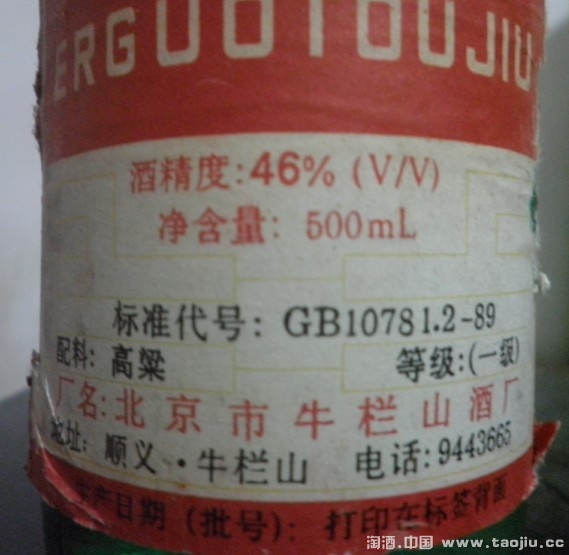 ERGUOTOUJIU
酒精度:46% (V/V)
净含量: 500mL
标准代号: GB10781.2-89
配料: 高粱 等级:(一级)
厂名:北京市牛栏山酒厂
地址: 顺义·牛栏山 电话:9443665
生产日期（批号）: 打印在标签背面
淘酒.中国 www.taojiu.cc